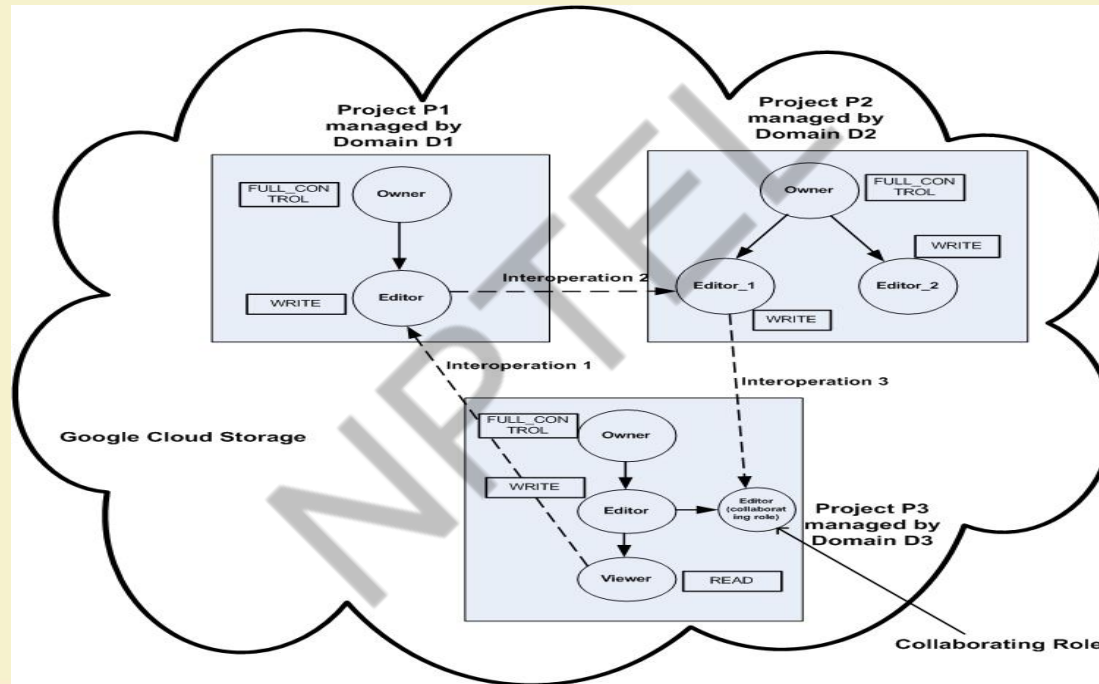 Project P1
managed by
Domain D1
FULL_CON
TROL
Owner
WRITE
Editor
Project P2
managed by
Domain D2
Owner
FULL_CON
TROL
WRITE
Editor_1
Editor_2
WRITE
Interoperation 2
Interoperation 1
Interoperation 3
Google Cloud Storage
FULL_CON
TROL
Owner
WRITE
Editor
Editor
(collaborat
ing role)
Viewer
READ
Project P3
managed by
Domain D3
Collaborating Role
NPTEL